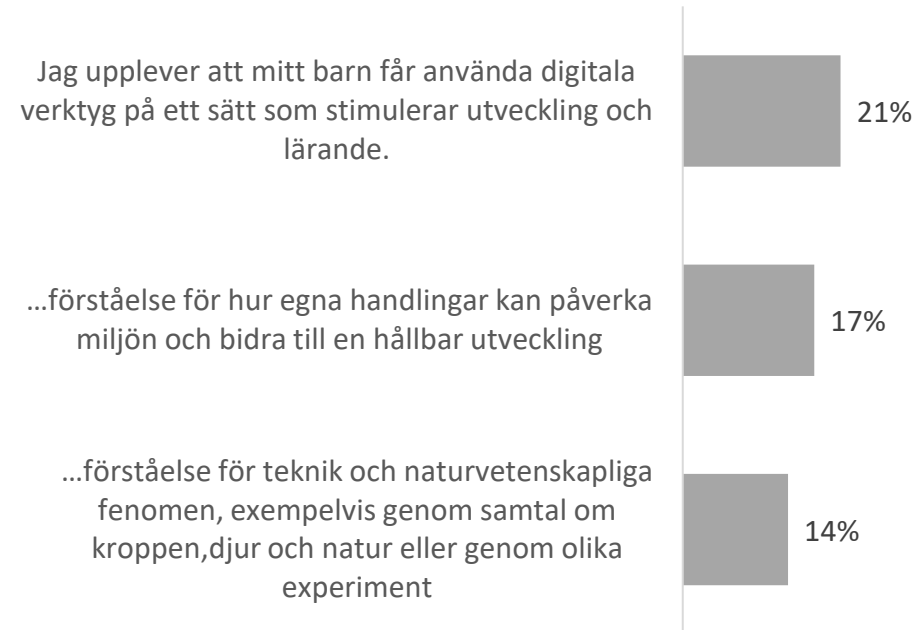 Jag upplever att mitt barn får använda digitala
verktyg på ett sätt som stimulerar utveckling och
lärande.
21%
...förståelse för hur egna handlingar kan påverka
miljön och bidra till en hållbar utveckling
17%
...förståelse för teknik och naturvetenskapliga
fenomen, exempelvis genom samtal om
kroppen,djur och natur eller genom olika
experiment
14%